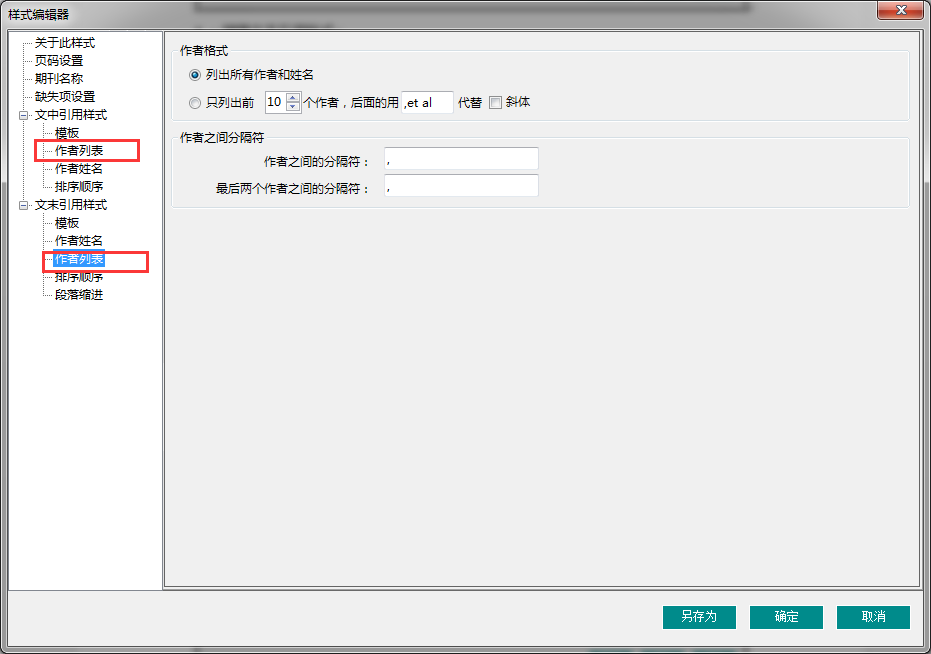 样式编辑器
关于此样式
页码设置
期刊名称
缺失项设置
文中引用样式
模板
作者列表
作者姓名
排序顺序
文末引用样式
模板
作者姓名
作者列表
排序顺序
段落缩进
作者格式
列出所有作者和姓名
只列出前 10 个作者，后面的用 ,et al 代替 斜体
作者之间分隔符
作者之间的分隔符： ,
最后两个作者之间的分隔符： ,
另存为 确定 取消